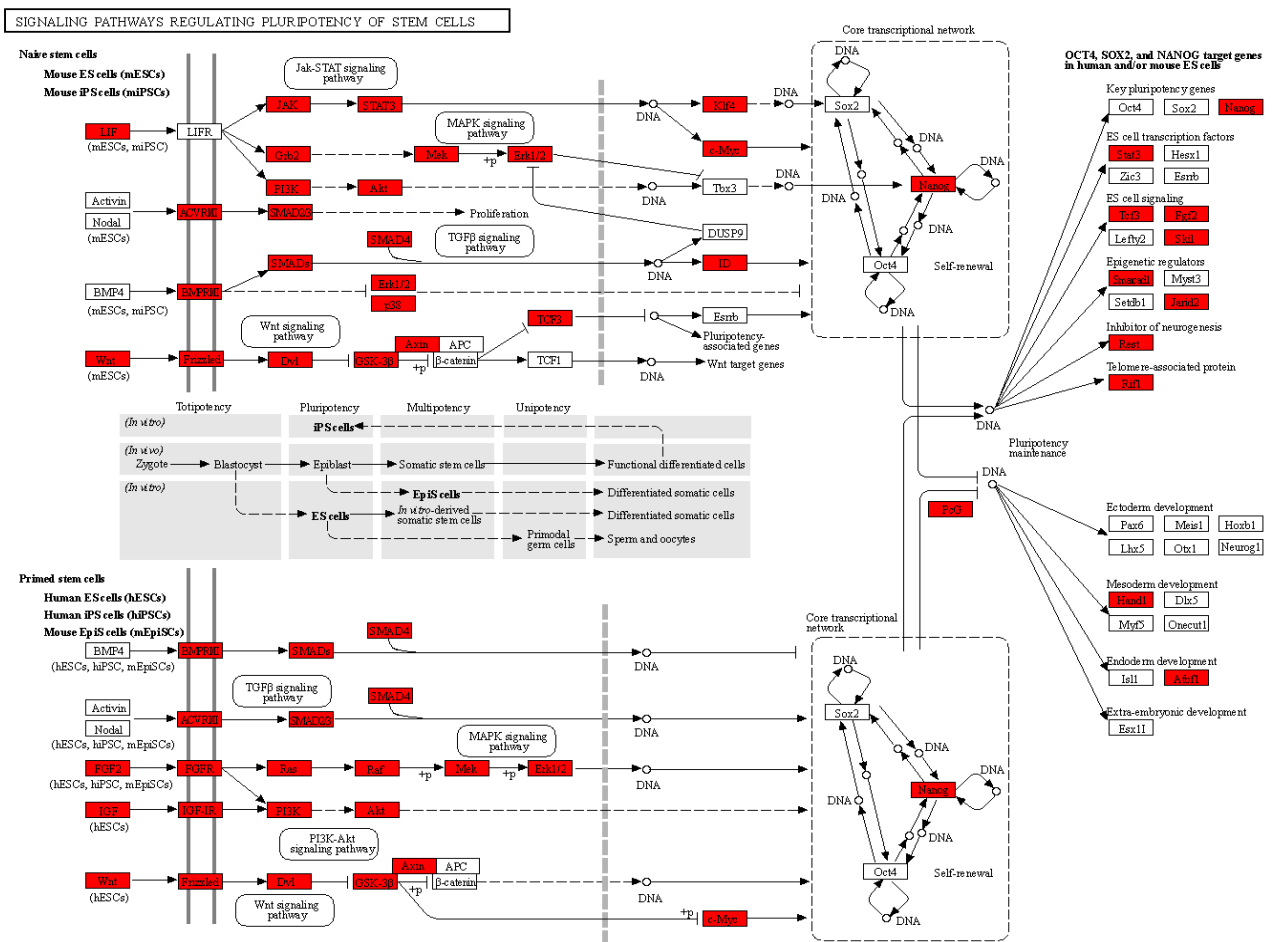 SIGNALING PATHWAYS REGULATING PLURIPOTENCY OF STEM CELLS
Naive stem cells
Mouse ES cells (mESCs)
Mouse iPS cells (miPSCs)
Jak-STAT signaling
pathway
Core transcriptional network
DNA
OCT4, SOX2, and NANOG target genes
in human and/or mouse ES cells
Key pluripotency genes
JAK
STAT3
DNA
Klf4
DNA
Sox2
DNA
Oct4
Sox2
Nanog
LIF
LIFR
(mESCs, miPSC)
MAPK signaling
pathway
ES cell transcription factors
Grb2
Mek
+p
Erk1/2
c-Myc
DNA
Stat3
Hesx1
Zic3
Esrrb
PI3K
Akt
DNA
Tbx3
DNA
DNA
Nanog
DNA
Activin
Nodal
(mESCs)
ACVRI/II
SMAD2/3
Proliferation
ES cell signaling
Tcf3
Fgf2
Lefty2
Skil
SMAD4
TGFβ signaling
pathway
DUSP9
DNA
SMADs
DNA
ID
Oct4
Self-renewal
Epigenetic regulators
Smarcad1
Myst3
Setdb1
Jarid2
BMP4
(mESCs, miPSC)
BMPRI/II
Erk1/2
p38
DNA
Wnt signaling
pathway
TCF3
Esrrb
Pluripotency-
associated genes
Inhibitor of neurogenesis
Rest
Wnt
(mESCs)
Frizzled
Dvl
GSK-3β
Axin
APC
+p
β-catenin
TCF1
DNA
Wnt target genes
Telomere-associated protein
Rif1
DNA
Totipotency
Pluripotency
Multipotency
Unipotency
(In vitro)
iPS cells
(In vivo)
Zygote
Blastocyst
Epiblast
Somatic stem cells
Functional differentiated cells
(In vitro)
EpiS cells
Differentiated somatic cells
ES cells
In vitro-derived
somatic stem cells
Differentiated somatic cells
Primodal
germ cells
Sperm and oocytes
Pluripotency
maintenance
DNA
PcG
Ectoderm development
Pax6
Meis1
Hoxb1
Lhx5
Otx1
Neurog1
Mesoderm development
Hand1
Dlx5
Myf5
Onecut1
Endoderm development
Isl1
Atbf1
Extra-embryonic development
Esx1l
Primed stem cells
Human ES cells (hESCs)
Human iPS cells (hiPSCs)
Mouse EpiS cells (mEpiSCs)
BMP4
(hESCs, hiPSC, mEpiSCs)
BMPRI/II
SMADs
SMAD4
DNA
Core transcriptional
network
DNA
TGFβ signaling
pathway
SMAD4
Activin
Nodal
(hESCs, hiPSC, mEpiSCs)
ACVRI/II
SMAD2/3
DNA
Sox2
DNA
MAPK signaling
pathway
FGF2
(hESCs, hiPSC, mEpiSCs)
FGFR
Ras
Raf
+p
Mek
+p
Erk1/2
DNA
DNA
Nanog
DNA
IGF
(hESCs)
IGF-IR
PI3K
Akt
DNA
PI3K-Akt
signaling pathway
Oct4
Self-renewal
Wnt
(hESCs)
Frizzled
Dvl
GSK-3β
Axin
APC
+p
β-catenin
DNA
Wnt signaling
pathway
+p
c-Myc
DNA